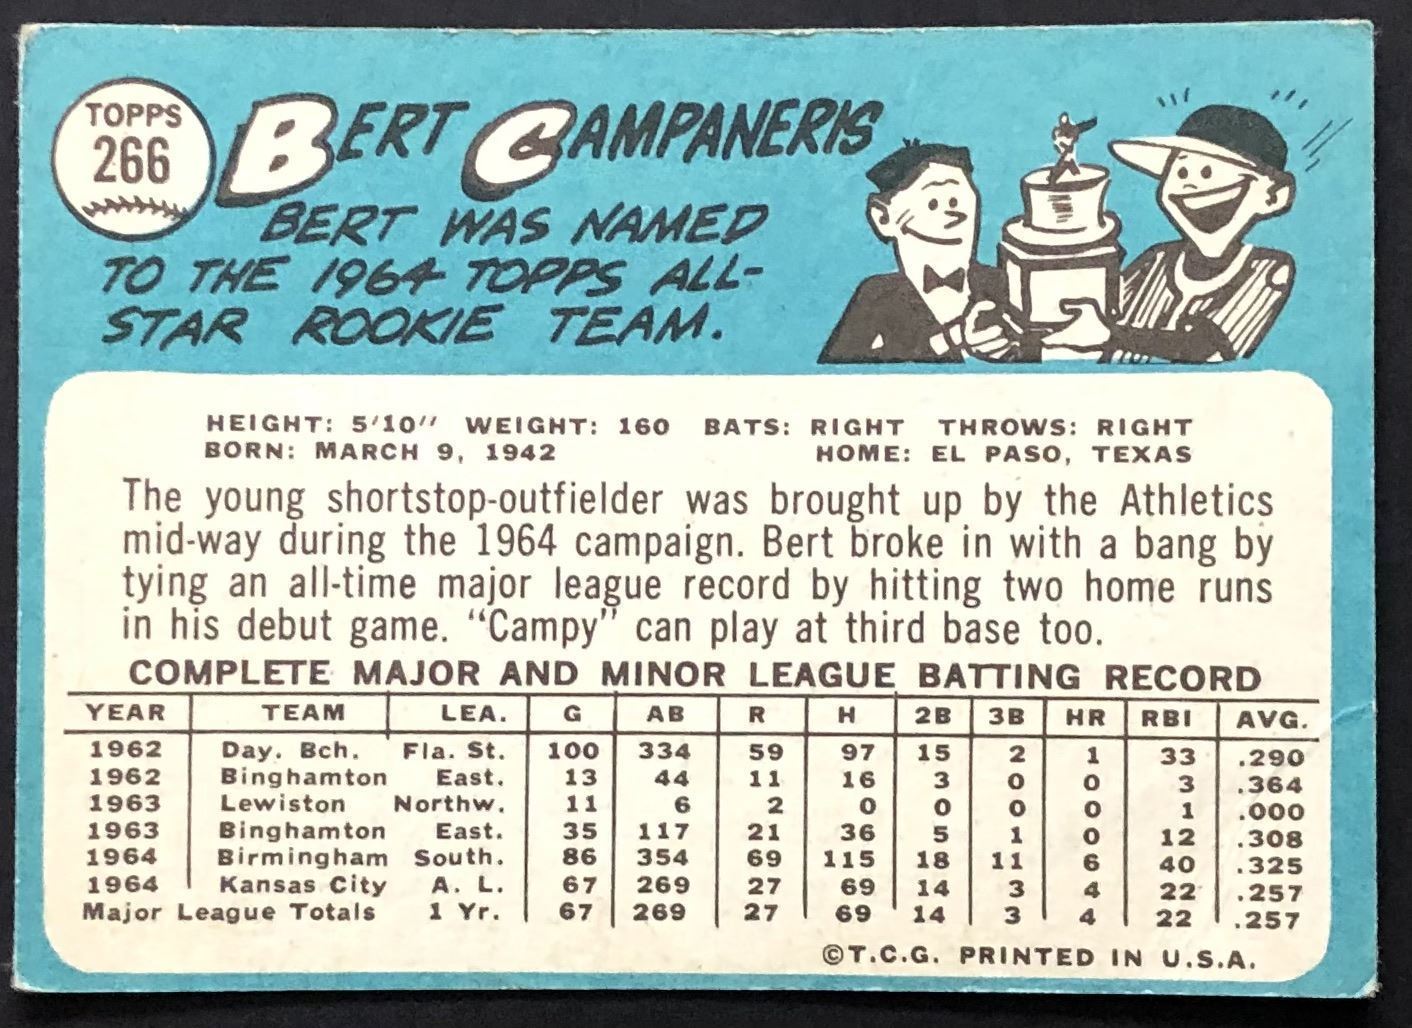 TOPPS
266
BERT CAMPANERIS
BERT WAS NAMED
TO THE 1964 TOPPS ALL-
STAR ROOKIE TEAM.
HEIGHT: 5'10" WEIGHT: 160 BATS: RIGHT THROWS: RIGHT
BORN: MARCH 9, 1942 HOME: EL PASO, TEXAS
The young shortstop-outfielder was brought up by the Athletics
mid-way during the 1964 campaign. Bert broke in with a bang by
tying an all-time major league record by hitting two home runs
in his debut game. "Campy" can play at third base too.
COMPLETE MAJOR AND MINOR LEAGUE BATTING RECORD
YEAR TEAM LEA. G AB R H 2B 3B HR RBI AVG.
1962 Day. Bch. Fla. St. 100 334 59 97 15 2 1 33 .290
1962 Binghamton East. 13 44 11 16 3 0 0 3 .364
1963 Lewiston Northw. 11 6 2 0 0 0 0 1 .000
1963 Binghamton East. 35 117 21 36 5 1 0 12 .308
1964 Birmingham South. 86 354 69 115 18 11 6 40 .325
1964 Kansas City A. L. 67 269 27 69 14 3 4 22 .257
Major League Totals 1 Yr. 67 269 27 69 14 3 4 22 .257
©T.C.G. PRINTED IN U.S.A.